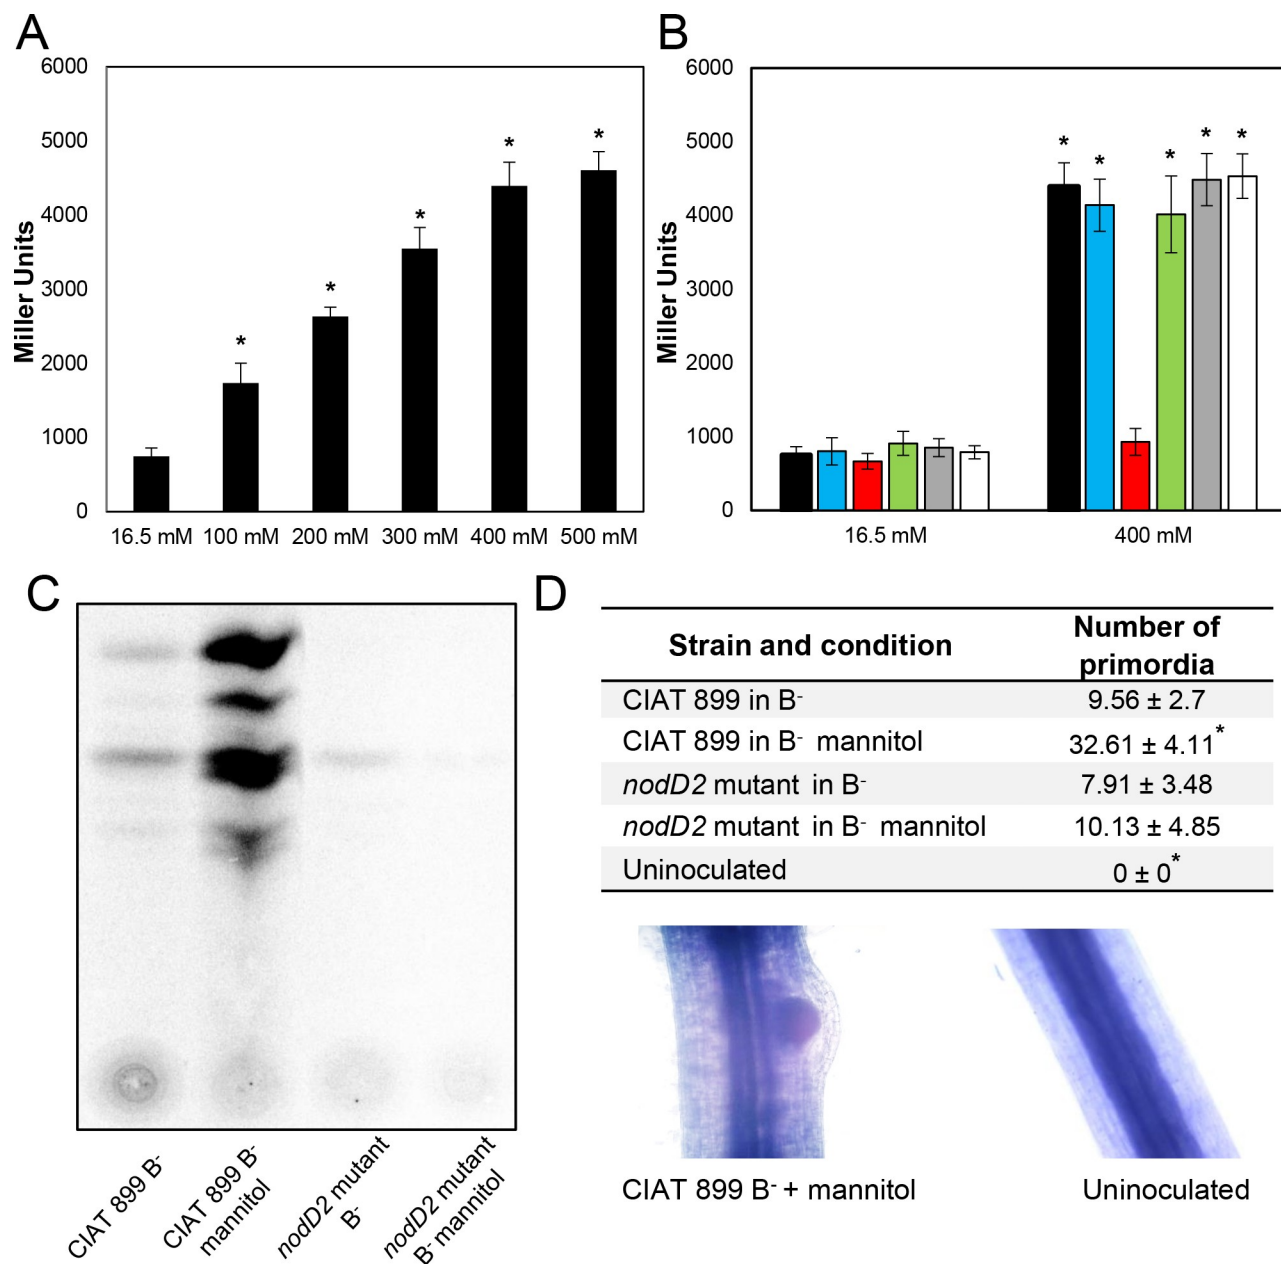 A
B
6000
5000
4000
3000
2000
1000
0
Miller Units
*
*
*
*
*
16.5 mM 100 mM 200 mM 300 mM 400 mM 500 mM
6000
5000
4000
3000
2000
1000
0
Miller Units
*
*
*
*
*
16.5 mM 400 mM
C
CIAT 899 B-
CIAT 899 B-
mannitol
nodD2 mutant
B-
nodD2 mutant
B- mannitol
D
Strain and condition Number of
primordia
CIAT 899 in B- 9.56 ± 2.7
CIAT 899 in B- mannitol 32.61 ± 4.11*
nodD2 mutant in B- 7.91 ± 3.48
nodD2 mutant in B- mannitol 10.13 ± 4.85
Uninoculated 0 ± 0*
CIAT 899 B- + mannitol Uninoculated